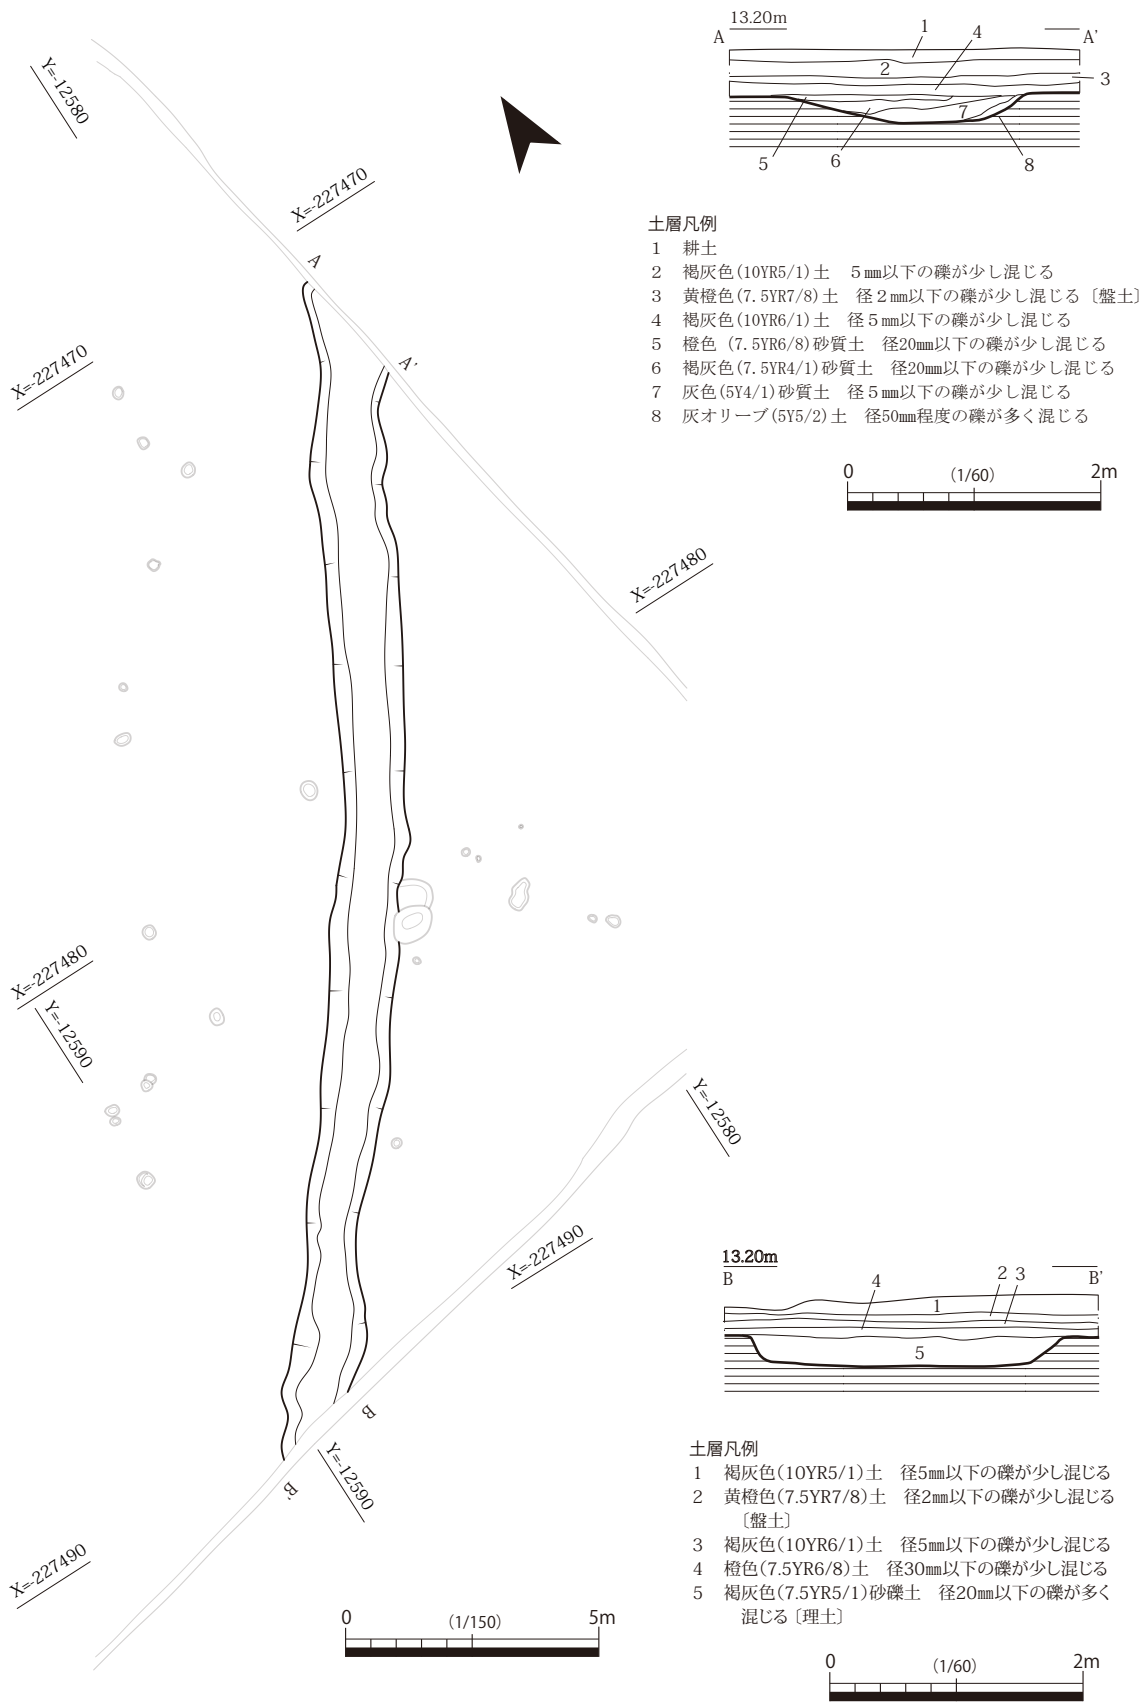 13.20m
A
A’
1
4
2
3
7
5
6
8
土層凡例
1 耕土
2 褐灰色(10YR5/1)土 5㎜以下の礫が少し混じる
3 黄橙色(7.5YR7/8)土 径2㎜以下の礫が少し混じる〔盤土〕
4 褐灰色(10YR6/1)土 径5㎜以下の礫が少し混じる
5 橙色 (7.5YR6/8)砂質土 径20㎜以下の礫が少し混じる
6 褐灰色(7.5YR4/1)砂質土 径20㎜以下の礫が少し混じる
7 灰色(5Y4/1)砂質土 径5㎜以下の礫が少し混じる
8 灰オリーブ(5Y5/2)土 径50㎜程度の礫が多く混じる
0 (1/60) 2m
Y=-12580
X=-227470
A
A’
X=-227470
X=-227480
X=-227480
Y=-12590
Y=-12580
X=-227490
B
B’
Y=-12590
X=-227490
0 (1/150) 5m
13.20m
B
B’
4
2 3
1
5
土層凡例
1 褐灰色(10YR5/1)土 径5㎜以下の礫が少し混じる
2 黄橙色(7.5YR7/8)土 径2㎜以下の礫が少し混じる
〔盤土〕
3 褐灰色(10YR6/1)土 径5㎜以下の礫が少し混じる
4 橙色(7.5YR6/8)土 径30㎜以下の礫が少し混じる
5 褐灰色(7.5YR5/1)砂礫土 径20㎜以下の礫が多く
混じる〔理土〕
0 (1/60) 2m